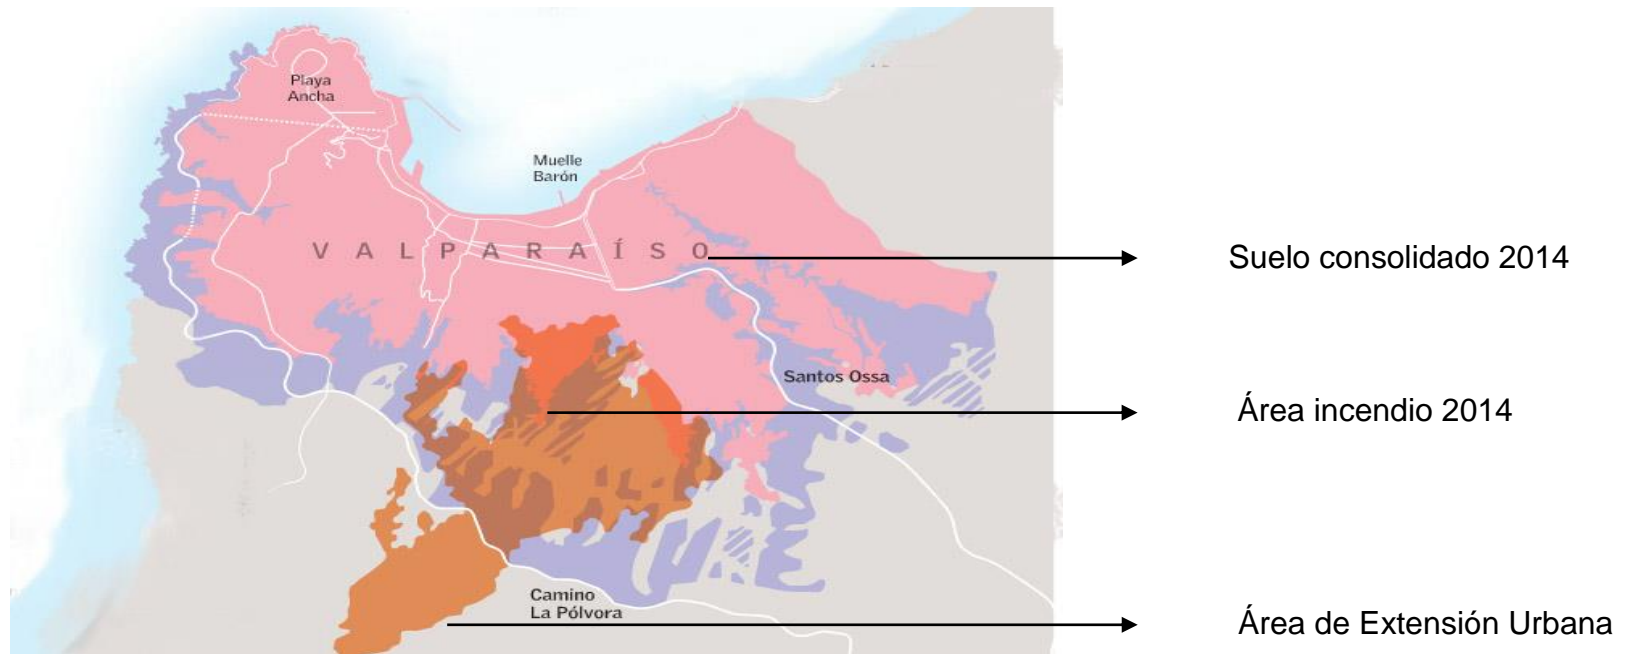 Playa
Ancha
Muelle
Barón
VALPARAÍSO
Suelo consolidado 2014
Santos Ossa
Área incendio 2014
Camino
La Pólvora
Área de Extensión Urbana